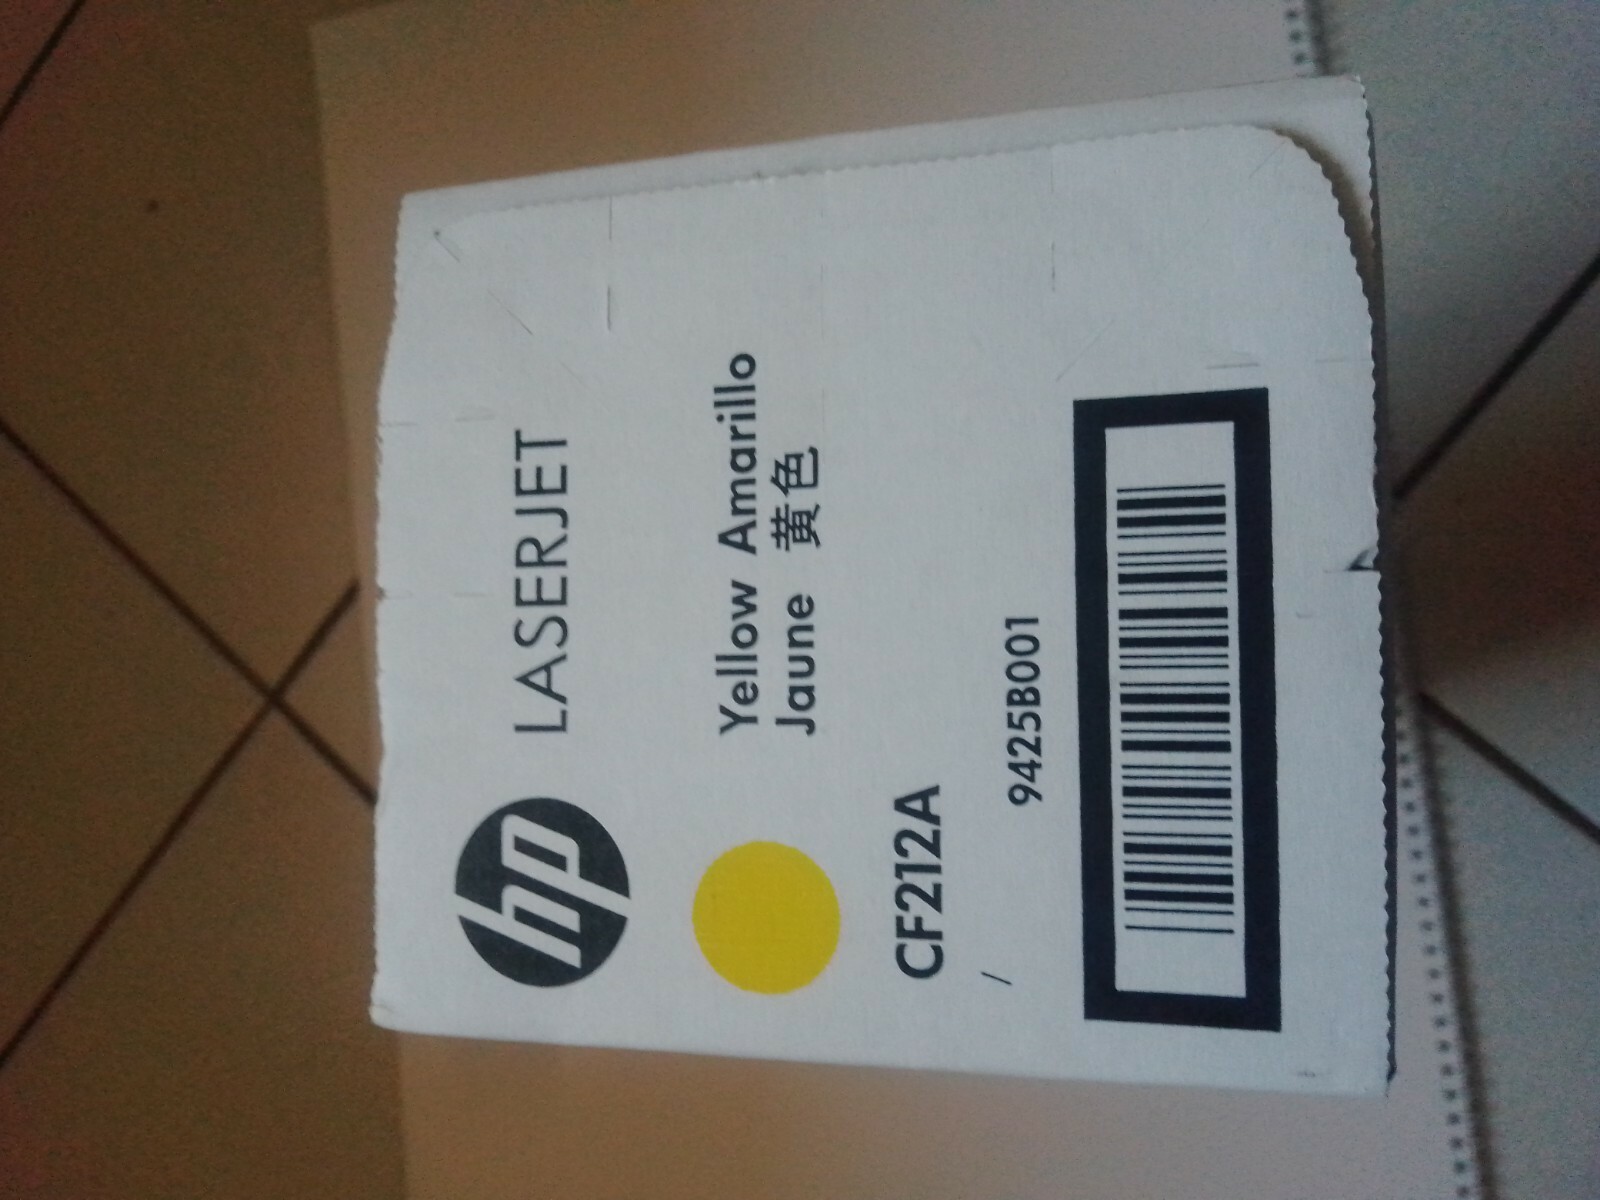 hp LASERJET
Yellow Amarillo
Jaune 黄色
CF212A
/
9425B001